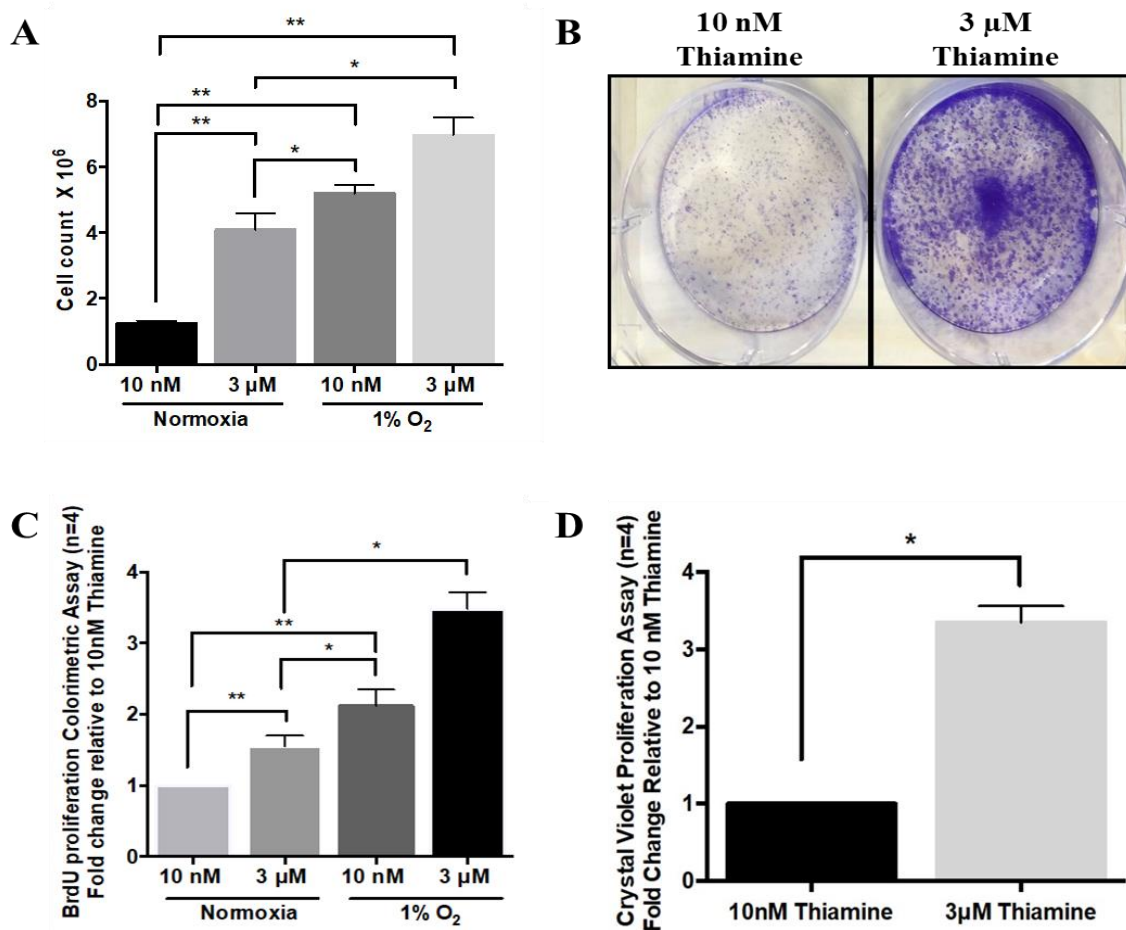 A
**
*
**
**
*
Cell count X 10⁶
8
6
4
2
0
10 nM 3 µM 10 nM 3 µM
Normoxia 1% O₂
B
10 nM Thiamine
3 µM Thiamine
C
BrdU proliferation Colorimetric Assay (n=4)
Fold change relative to 10nM Thiamine
*
**
*
**
4
3
2
1
0
10 nM 3 µM 10 nM 3 µM
Normoxia 1% O₂
D
Crystal Violet Proliferation Assay (n=4)
Fold Change Relative to 10 nM Thiamine
*
4
3
2
1
0
10nM Thiamine 3µM Thiamine